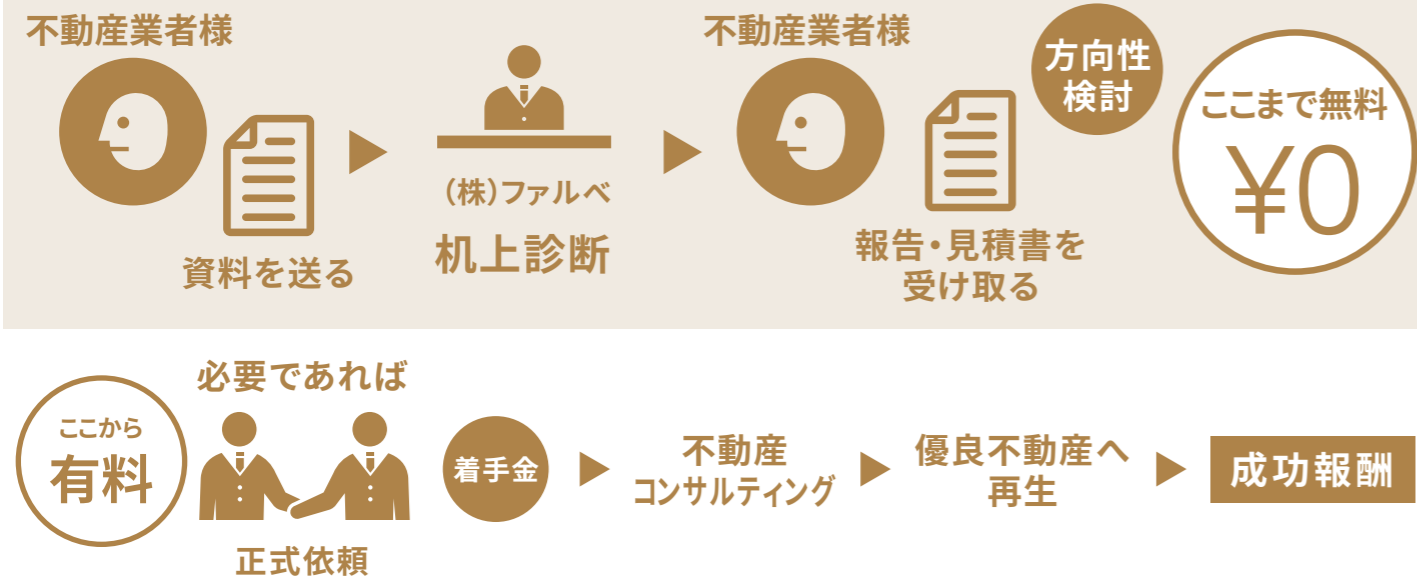 不動産業者様
資料を送る
(株)ファルベ
机上診断
不動産業者様
報告・見積書を
受け取る
方向性
検討
ここまで無料
¥0
ここから
有料
必要であれば
正式依頼
着手金
不動産
コンサルティング
優良不動産へ
再生
成功報酬